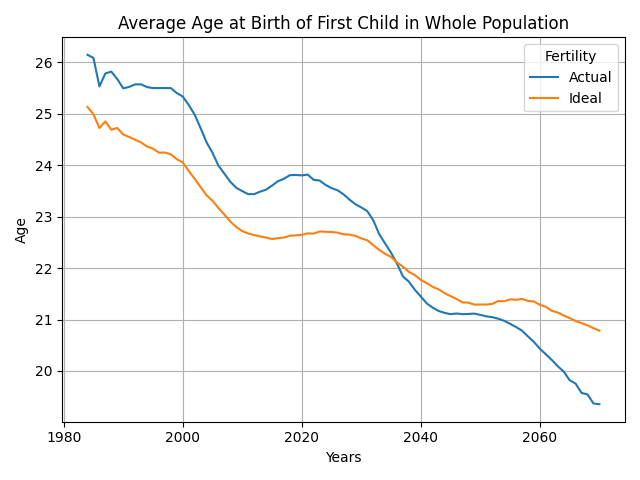 Average Age at Birth of First Child in Whole Population
Fertility
Actual
Ideal
Age
26
25
24
23
22
21
20
1980
2000
2020
2040
2060
Years